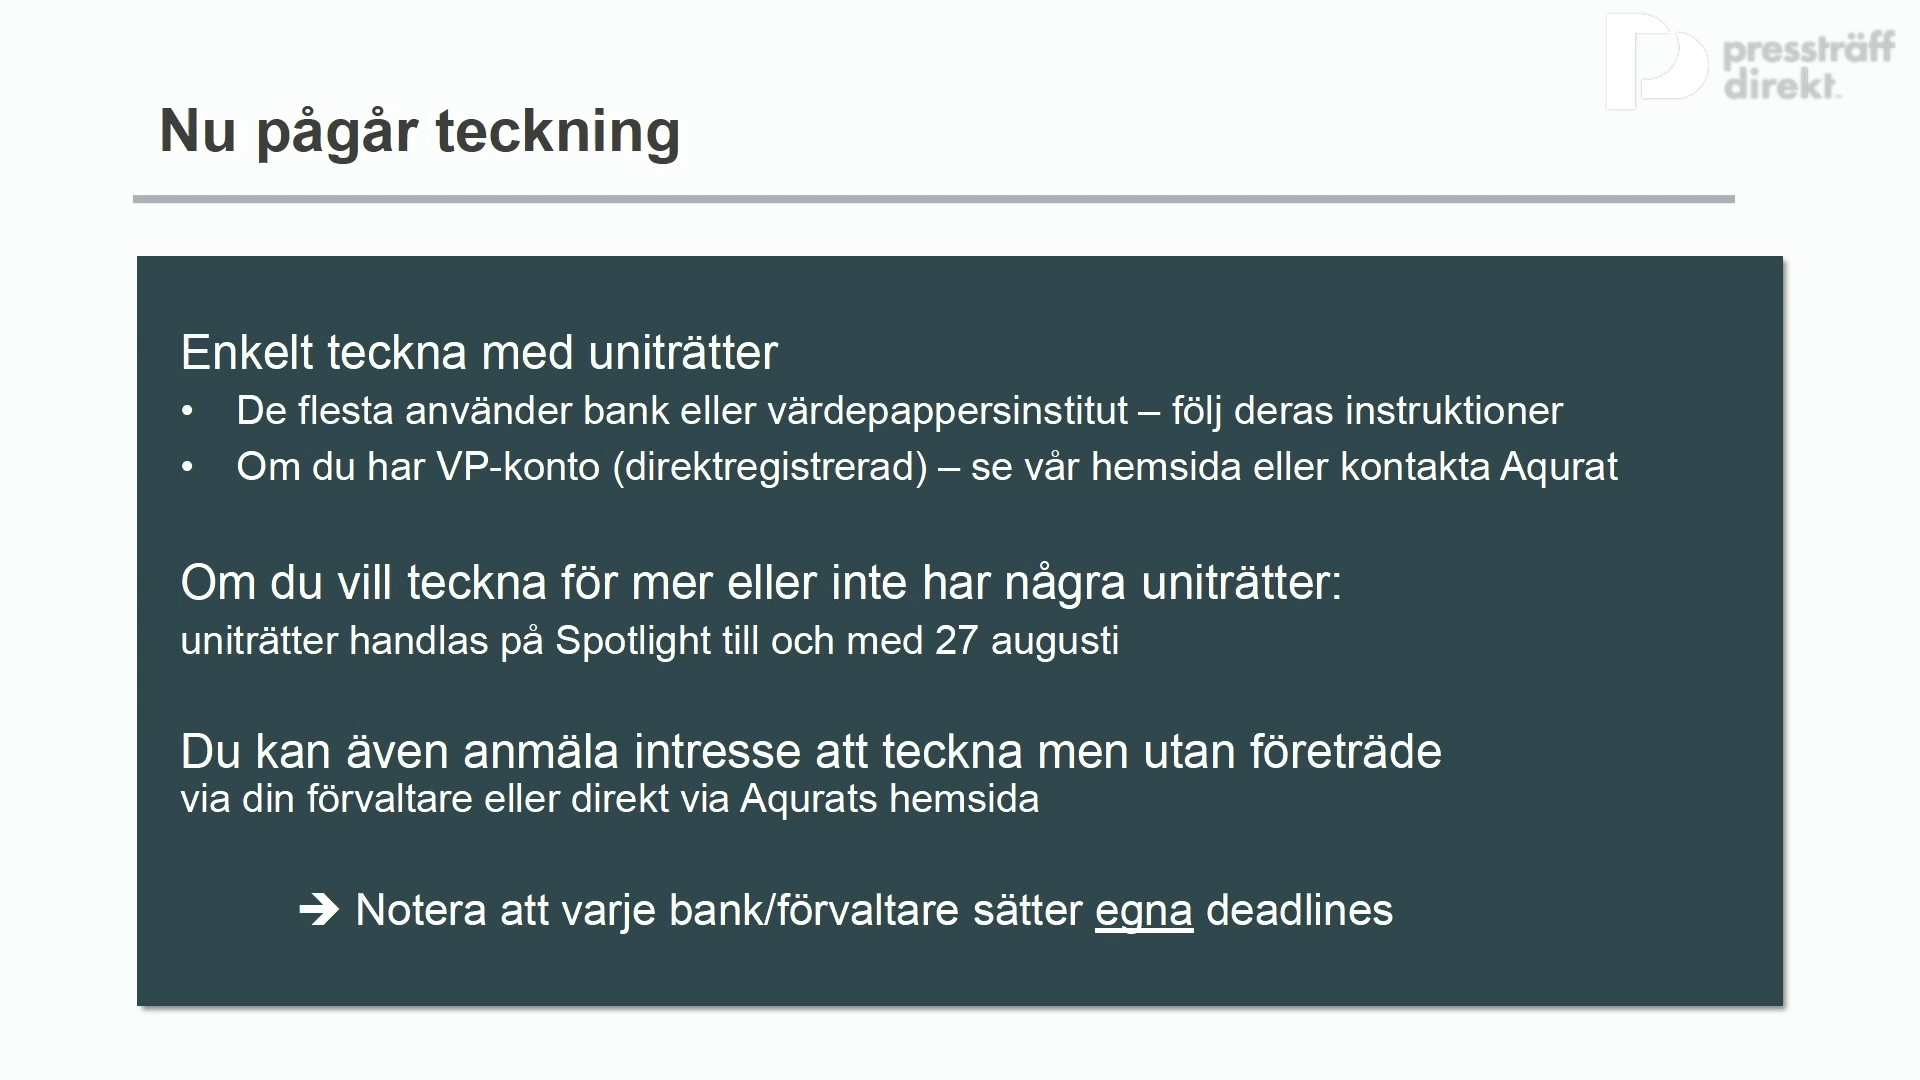 pressträff
direkt™
Nu pågår teckning
Enkelt teckna med uniträtter
• De flesta använder bank eller värdepappersinstitut – följ deras instruktioner
• Om du har VP-konto (direktregistrerad) – se vår hemsida eller kontakta Aqurat
Om du vill teckna för mer eller inte har några uniträtter:
uniträtter handlas på Spotlight till och med 27 augusti
Du kan även anmäla intresse att teckna men utan företräde
via din förvaltare eller direkt via Aqurats hemsida
➔ Notera att varje bank/förvaltare sätter egna deadlines